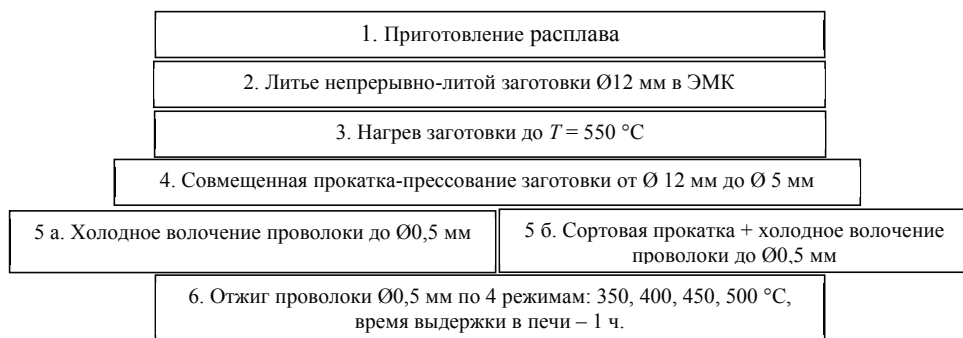 1. Приготовление расплава
2. Литье непрерывно-литой заготовки Ø12 мм в ЭМК
3. Нагрев заготовки до T = 550 °С
4. Совмещенная прокатка-прессование заготовки от Ø 12 мм до Ø 5 мм
5 а. Холодное волочение проволоки до Ø0,5 мм
5 б. Сортовая прокатка + холодное волочение
проволоки до Ø0,5 мм
6. Отжиг проволоки Ø0,5 мм по 4 режимам: 350, 400, 450, 500 °С,
время выдержки в печи – 1 ч.